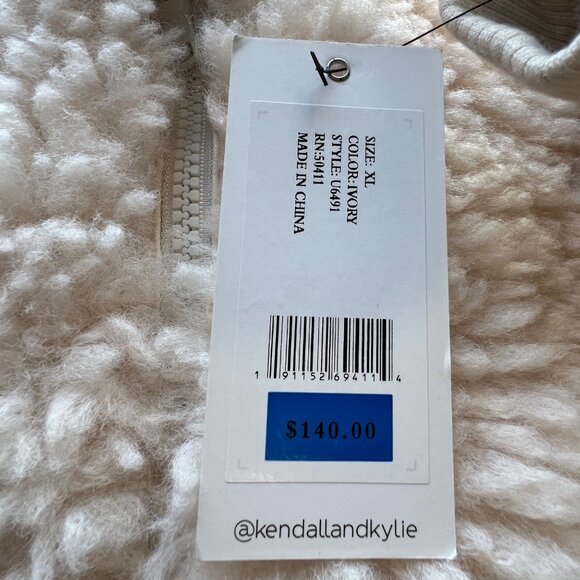 SIZE: XL
COLOR: IVORY
STYLE: U6491
RN:50411
MADE IN CHINA
1 91152 69411 4
$140.00
@kendallandkylie